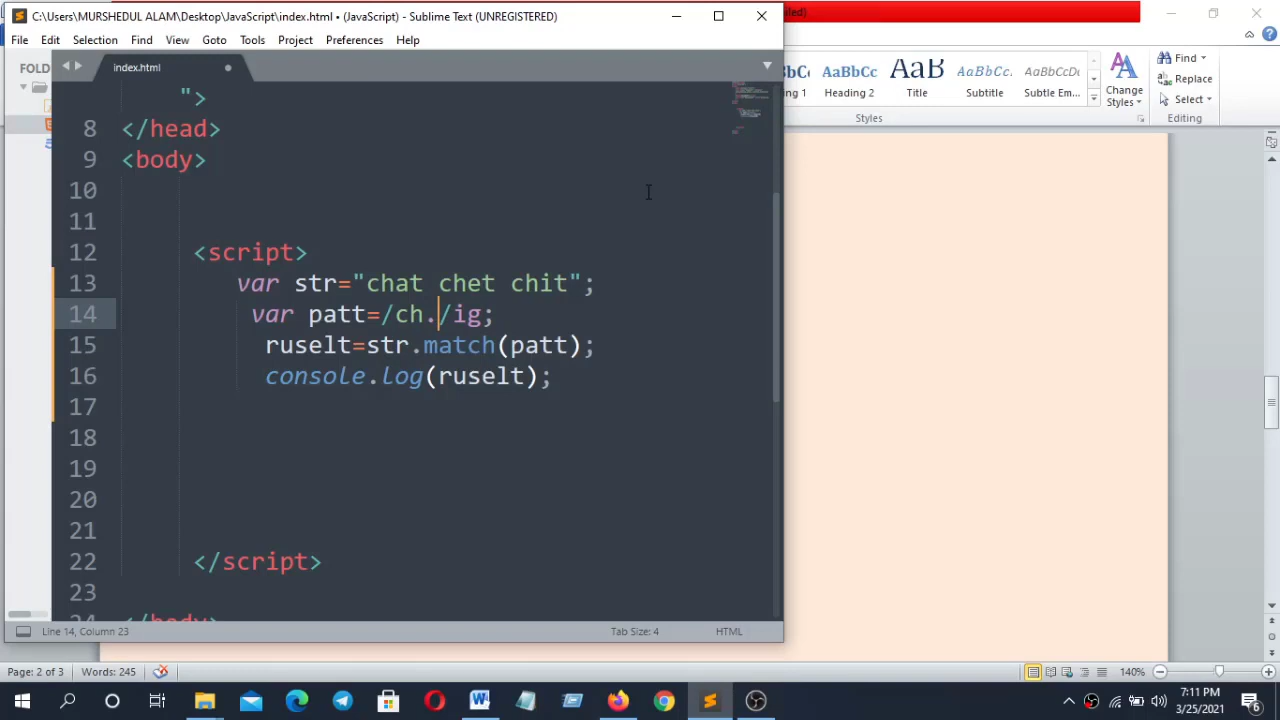 C:\Users\MURSHEDUL ALAM\Desktop\JavaScript\index.html • (JavaScript) - Sublime Text (UNREGISTERED)
File Edit Selection Find View Goto Tools Project Preferences Help
Find
AaBbCc. AaB AaBbCc. AaBbCcDc
Heading 2 Title Subtitle Subtle Em...
Change Styles
Replace
Select
Styles
Editing
FOLD
index.html
">
8 </head>
9 <body>
10
11
12 <script>
13 var str="chat chet chit";
14 var patt=/ch./ig;
15 ruselt=str.match(patt);
16 console.log(ruselt);
17
18
19
20
21
22 </script>
23
24 </body>
Line 14, Column 23 Tab Size: 4 HTML
Page: 2 of 3 Words: 245 140%
7:11 PM
3/25/2021
6